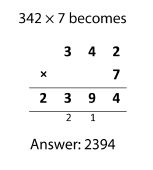 342 × 7 becomes
3 4 2
× 7
2 3 9 4
2 1
Answer: 2394